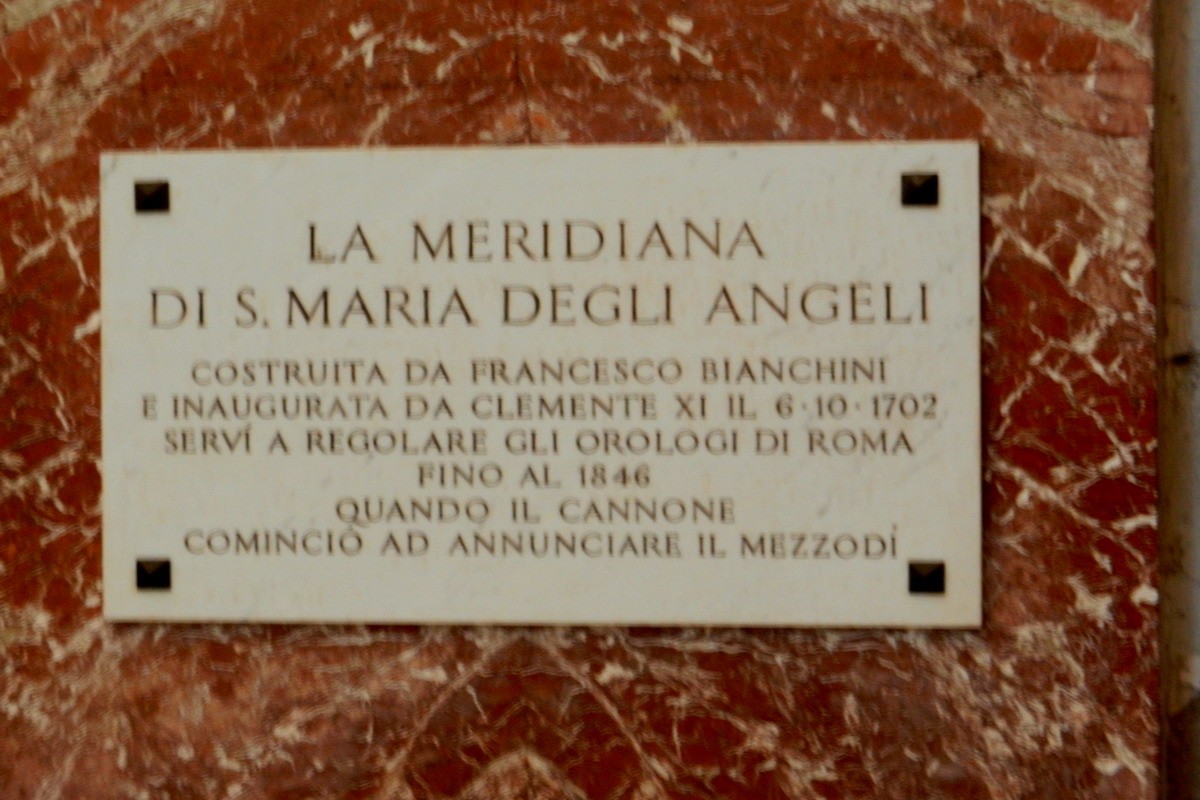 LA MERIDIANA
DI S. MARIA DEGLI ANGELI
COSTRUITA DA FRANCESCO BIANCHINI
E INAUGURATA DA CLEMENTE XI IL 6·10·1702
SERVÍ A REGOLARE GLI OROLOGI DI ROMA
FINO AL 1846
QUANDO IL CANNONE
COMINCIÒ AD ANNUNCIARE IL MEZZODÍ